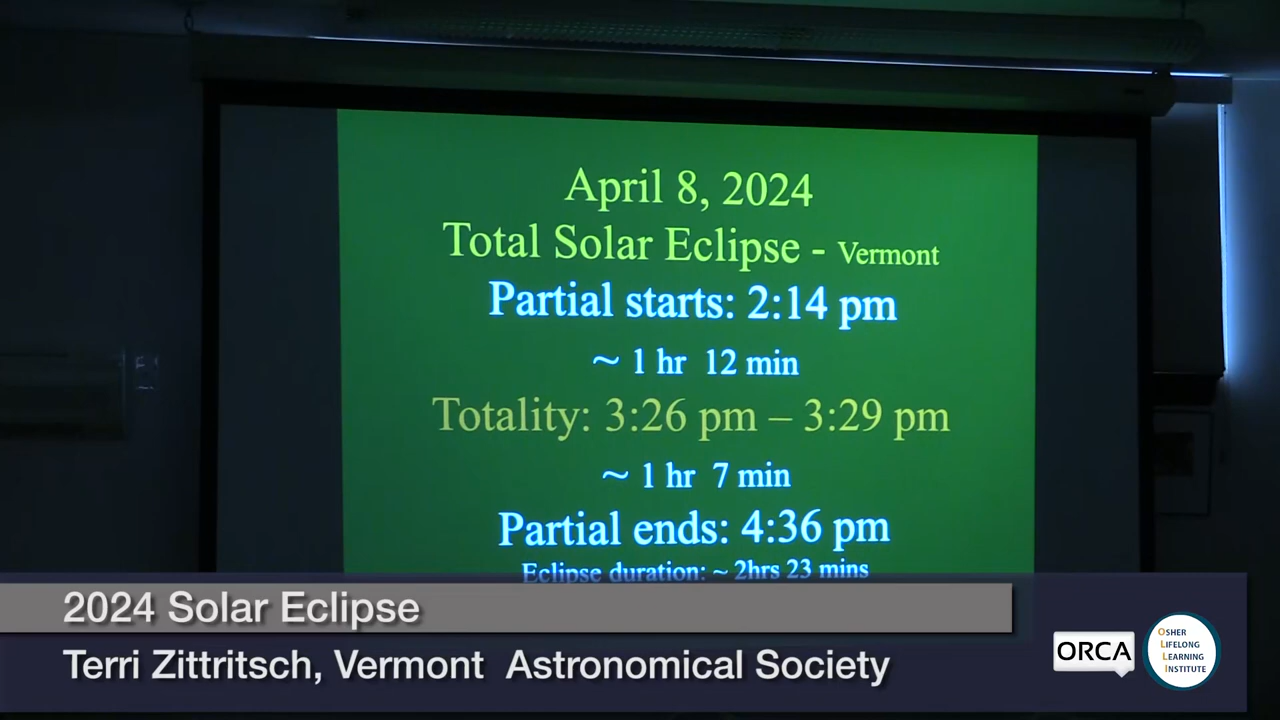 April 8, 2024
Total Solar Eclipse - Vermont
Partial starts: 2:14 pm
~ 1 hr 12 min
Totality: 3:26 pm – 3:29 pm
~ 1 hr 7 min
Partial ends: 4:36 pm
Eclipse duration: ~ 2hrs 23 mins
2024 Solar Eclipse
Terri Zittritsch, Vermont Astronomical Society
ORCA
OSHER
LIFELONG
LEARNING
INSTITUTE